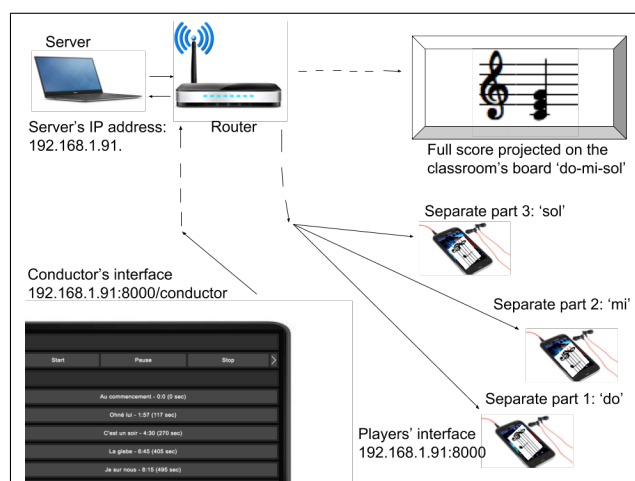 Server
Server's IP address:
192.168.1.91.
Router
Full score projected on the
classroom's board 'do-mi-sol'
Separate part 3: 'sol'
Conductor's interface
192.168.1.91:8000/conductor
Separate part 2: 'mi'
Start Pause Stop
Au commencement - 0:0 (0 sec)
Ohné lui - 1:57 (117 sec)
C'est un soir - 4:30 (270 sec)
La glebe - 6:45 (405 sec)
Je sur nous - 8:15 (495 sec)
Separate part 1: 'do'
Players' interface
192.168.1.91:8000